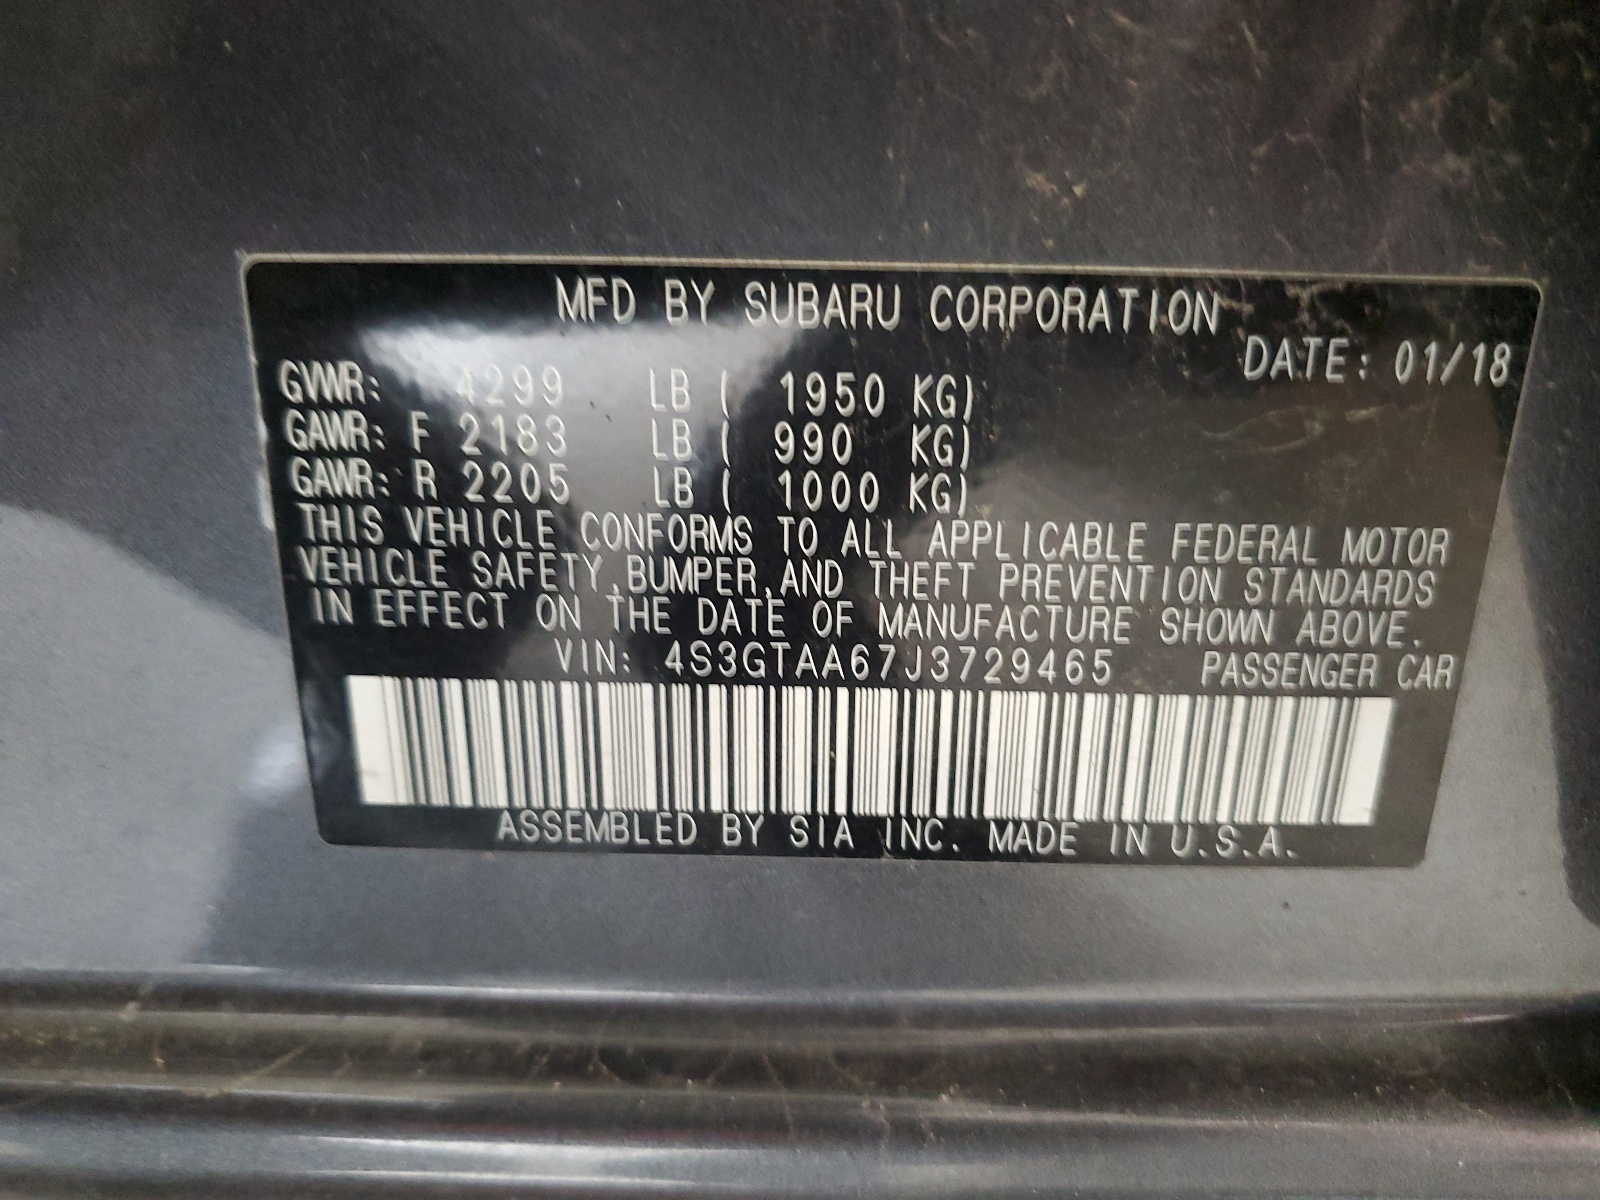 MFD BY SUBARU CORPORATION
DATE: 01/18
GVWR: 4299 LB ( 1950 KG)
GAWR: F 2183 LB ( 990 KG)
GAWR: R 2205 LB ( 1000 KG)
THIS VEHICLE CONFORMS TO ALL APPLICABLE FEDERAL MOTOR
VEHICLE SAFETY,BUMPER,AND THEFT PREVENTION STANDARDS
IN EFFECT ON THE DATE OF MANUFACTURE SHOWN ABOVE.
VIN: 4S3GTAA67J3729465 PASSENGER CAR
ASSEMBLED BY SIA INC. MADE IN U.S.A.